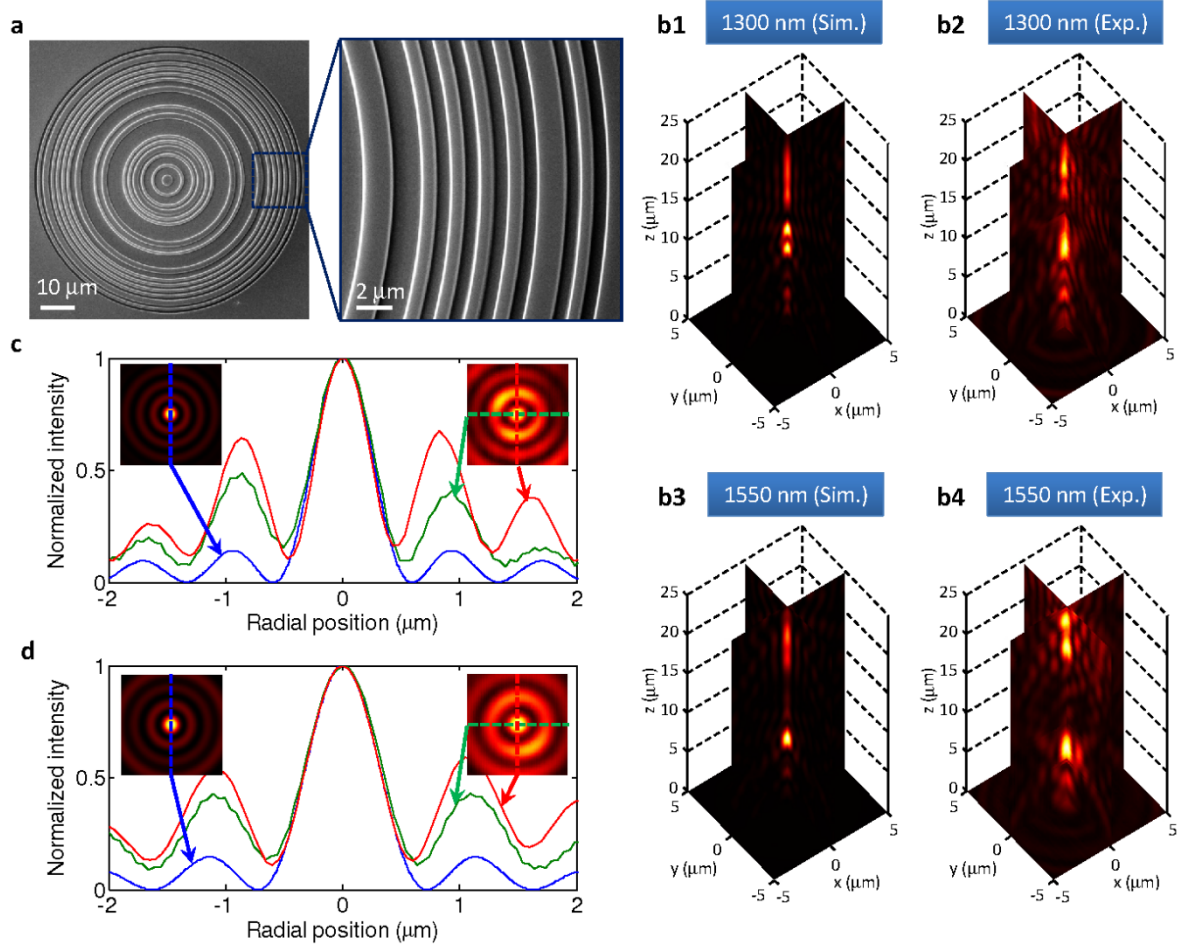 a
10 µm
2 µm
b1
1300 nm (Sim.)
25
20
15
10
5
0
z (µm)
5
0
-5
y (µm)
-5
0
5
x (µm)
b2
1300 nm (Exp.)
25
20
15
10
5
0
z (µm)
5
0
-5
y (µm)
-5
0
5
x (µm)
c
1
0.5
0
Normalized intensity
-2
-1
0
1
2
Radial position (µm)
d
1
0.5
0
Normalized intensity
-2
-1
0
1
2
Radial position (µm)
b3
1550 nm (Sim.)
25
20
15
10
5
0
z (µm)
5
0
-5
y (µm)
-5
0
5
x (µm)
b4
1550 nm (Exp.)
25
20
15
10
5
0
z (µm)
5
0
-5
y (µm)
-5
0
5
x (µm)